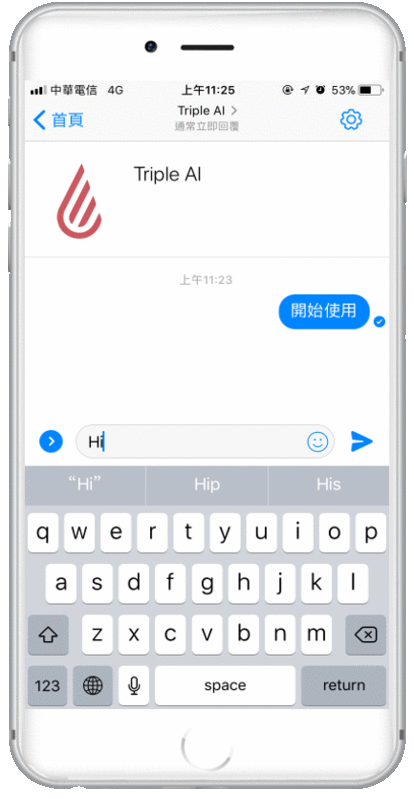 中華電信 4G 上午11:25 53%
首頁 Triple AI >
通常立即回覆
Triple AI
上午11:23
開始使用
Hi
“Hi” Hip His
q w e r t y u i o p
a s d f g h j k l
z x c v b n m
123 space return